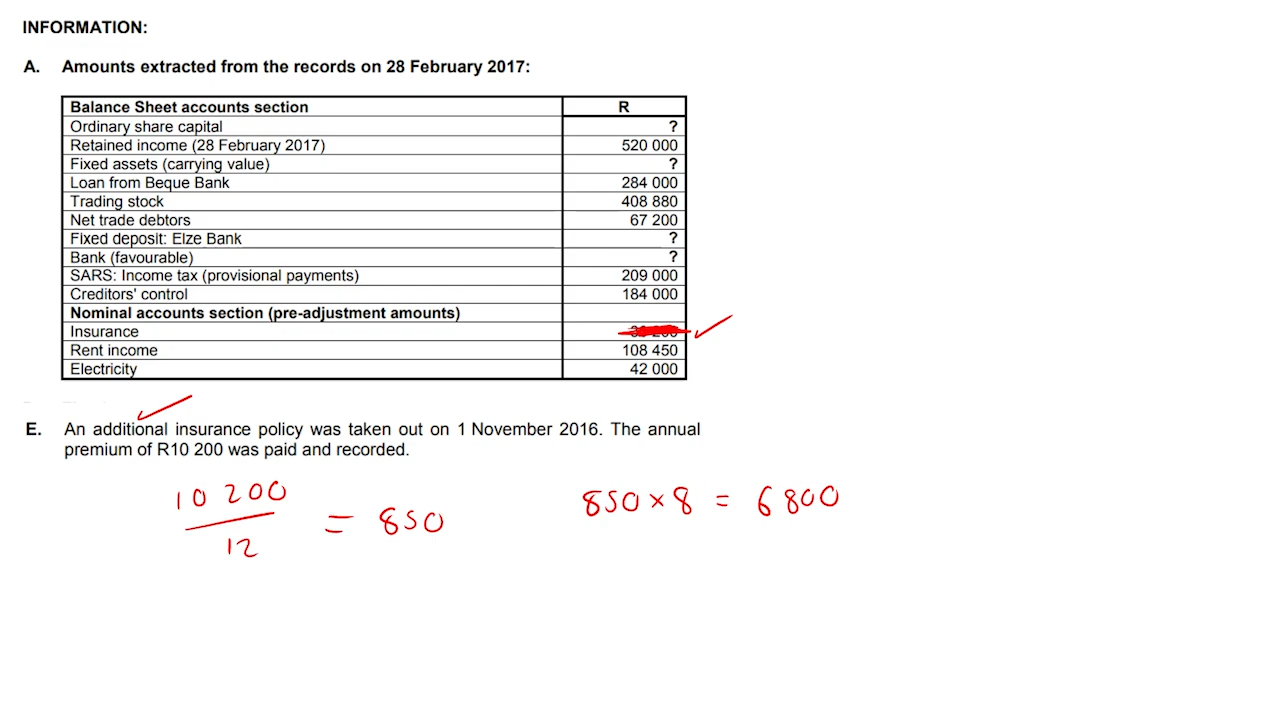 INFORMATION:
A. Amounts extracted from the records on 28 February 2017:
Balance Sheet accounts section R
Ordinary share capital ?
Retained income (28 February 2017) 520 000
Fixed assets (carrying value) ?
Loan from Beque Bank 284 000
Trading stock 408 880
Net trade debtors 67 200
Fixed deposit: Elze Bank ?
Bank (favourable) ?
SARS: Income tax (provisional payments) 209 000
Creditors' control 184 000
Nominal accounts section (pre-adjustment amounts)
Insurance
Rent income 108 450
Electricity 42 000
E. An additional insurance policy was taken out on 1 November 2016. The annual
premium of R10 200 was paid and recorded.
10 200
12
= 850
850 × 8 = 6 800